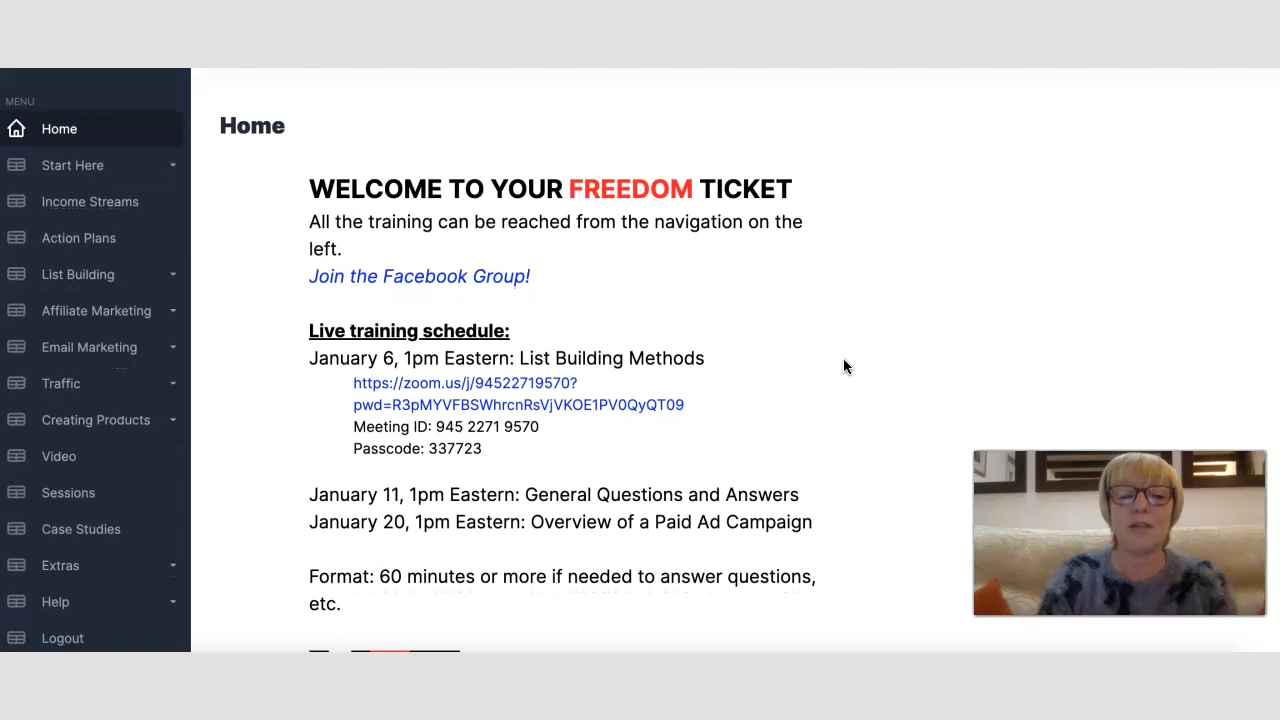 MENU
Home
Start Here
Income Streams
Action Plans
List Building
Affiliate Marketing
Email Marketing
Traffic
Creating Products
Video
Sessions
Case Studies
Extras
Help
Logout
Home
WELCOME TO YOUR FREEDOM TICKET
All the training can be reached from the navigation on the
left.
Join the Facebook Group!
Live training schedule:
January 6, 1pm Eastern: List Building Methods
https://zoom.us/j/94522719570?
pwd=R3pMYVFBSWhrcnRsVjVKOE1PV0QyQT09
Meeting ID: 945 2271 9570
Passcode: 337723
January 11, 1pm Eastern: General Questions and Answers
January 20, 1pm Eastern: Overview of a Paid Ad Campaign
Format: 60 minutes or more if needed to answer questions,
etc.